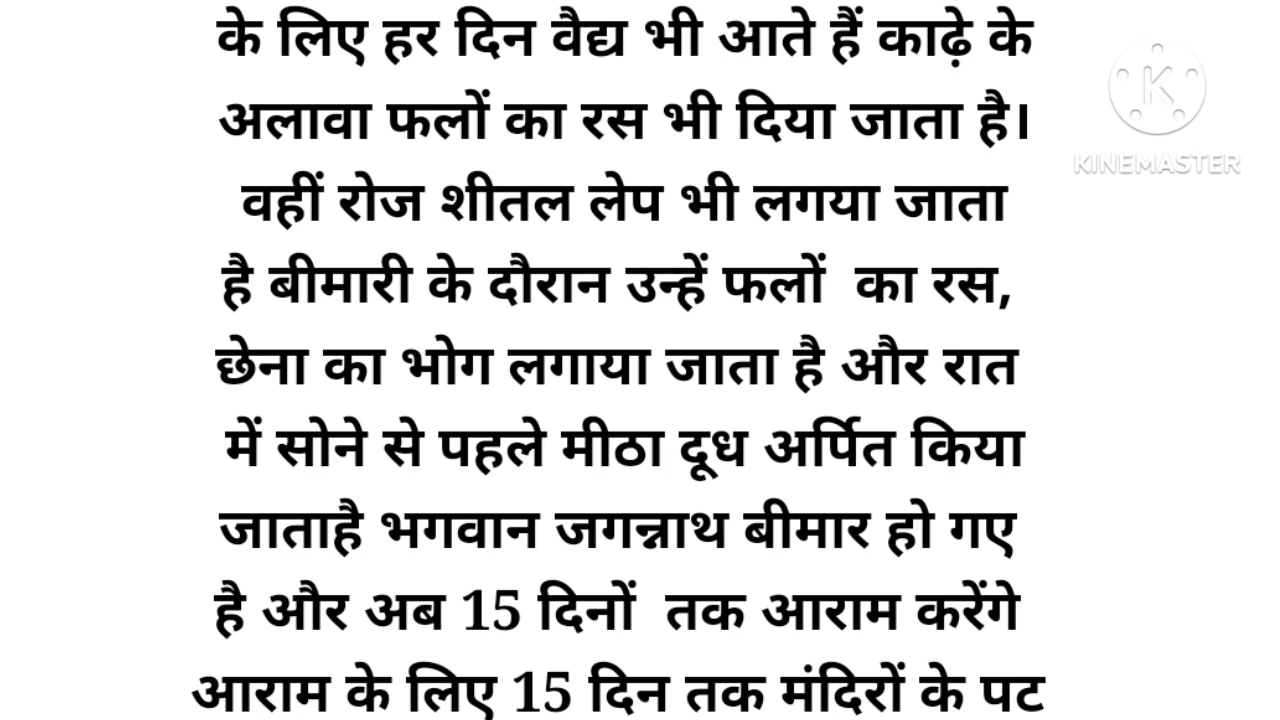 के लिए हर दिन वैद्य भी आते हैं काढ़े के
अलावा फलों का रस भी दिया जाता है।
वहीं रोज शीतल लेप भी लगया जाता
है बीमारी के दौरान उन्हें फलों का रस,
छेना का भोग लगाया जाता है और रात
में सोने से पहले मीठा दूध अर्पित किया
जाताहै भगवान जगन्नाथ बीमार हो गए
है और अब 15 दिनों तक आराम करेंगे
आराम के लिए 15 दिन तक मंदिरों के पट
K
KINEMASTER